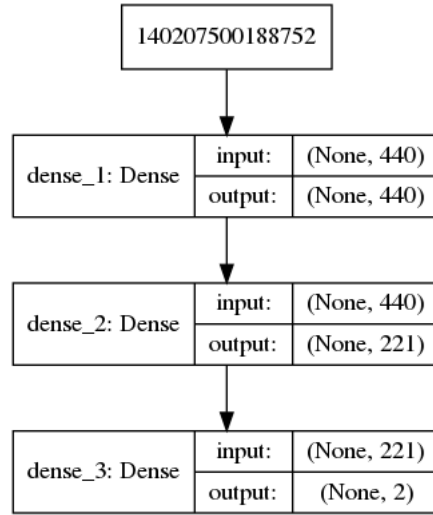 140207500188752
dense_1: Dense
input: (None, 440)
output: (None, 440)
dense_2: Dense
input: (None, 440)
output: (None, 221)
dense_3: Dense
input: (None, 221)
output: (None, 2)